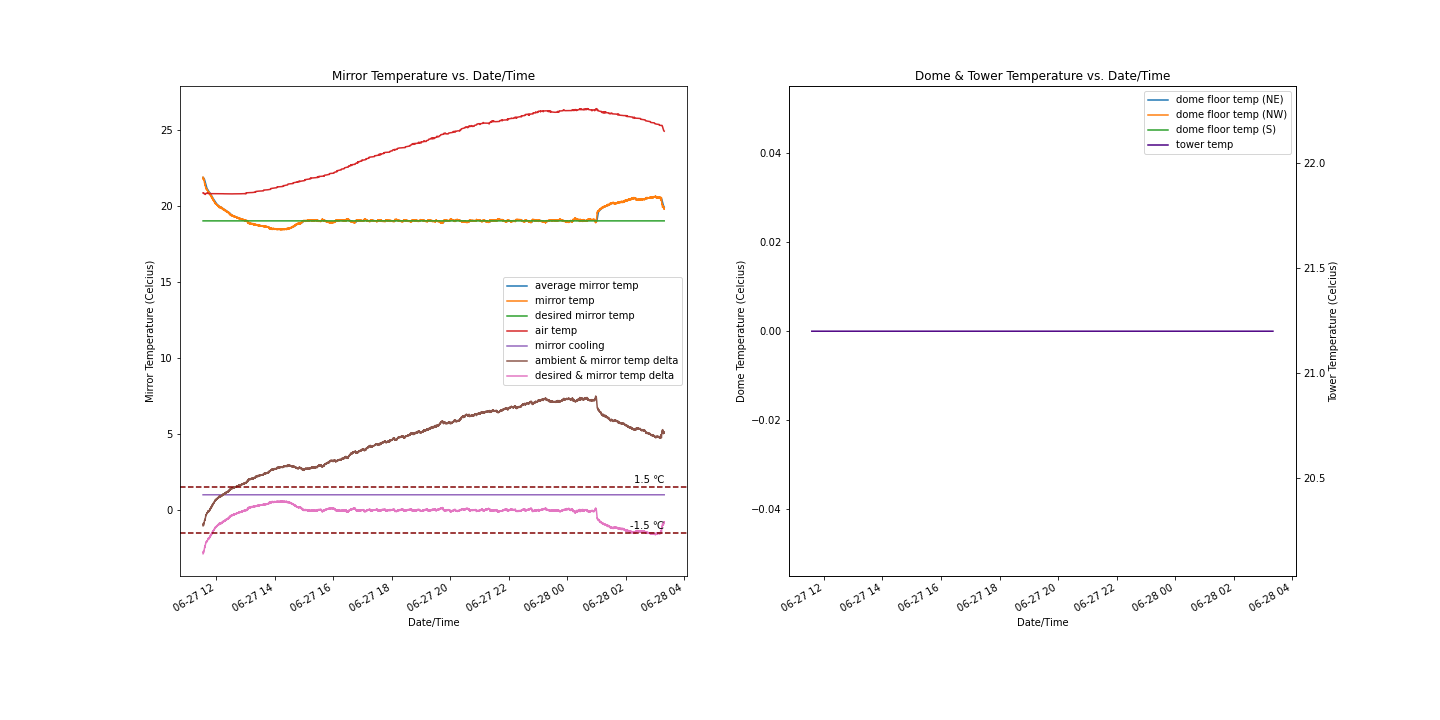 Mirror Temperature vs. Date/Time
Mirror Temperature (Celcius)
25
20
15
10
5
0
average mirror temp
mirror temp
desired mirror temp
air temp
mirror cooling
ambient & mirror temp delta
desired & mirror temp delta
1.5 °C
-1.5 °C
06-27 12
06-27 14
06-27 16
06-27 18
06-27 20
06-27 22
06-28 00
06-28 02
06-28 04
Date/Time
Dome & Tower Temperature vs. Date/Time
Dome Temperature (Celcius)
0.04
0.02
0.00
−0.02
−0.04
dome floor temp (NE)
dome floor temp (NW)
dome floor temp (S)
tower temp
22.0
21.5
21.0
20.5
Tower Temperature (Celcius)
06-27 12
06-27 14
06-27 16
06-27 18
06-27 20
06-27 22
06-28 00
06-28 02
06-28 04
Date/Time